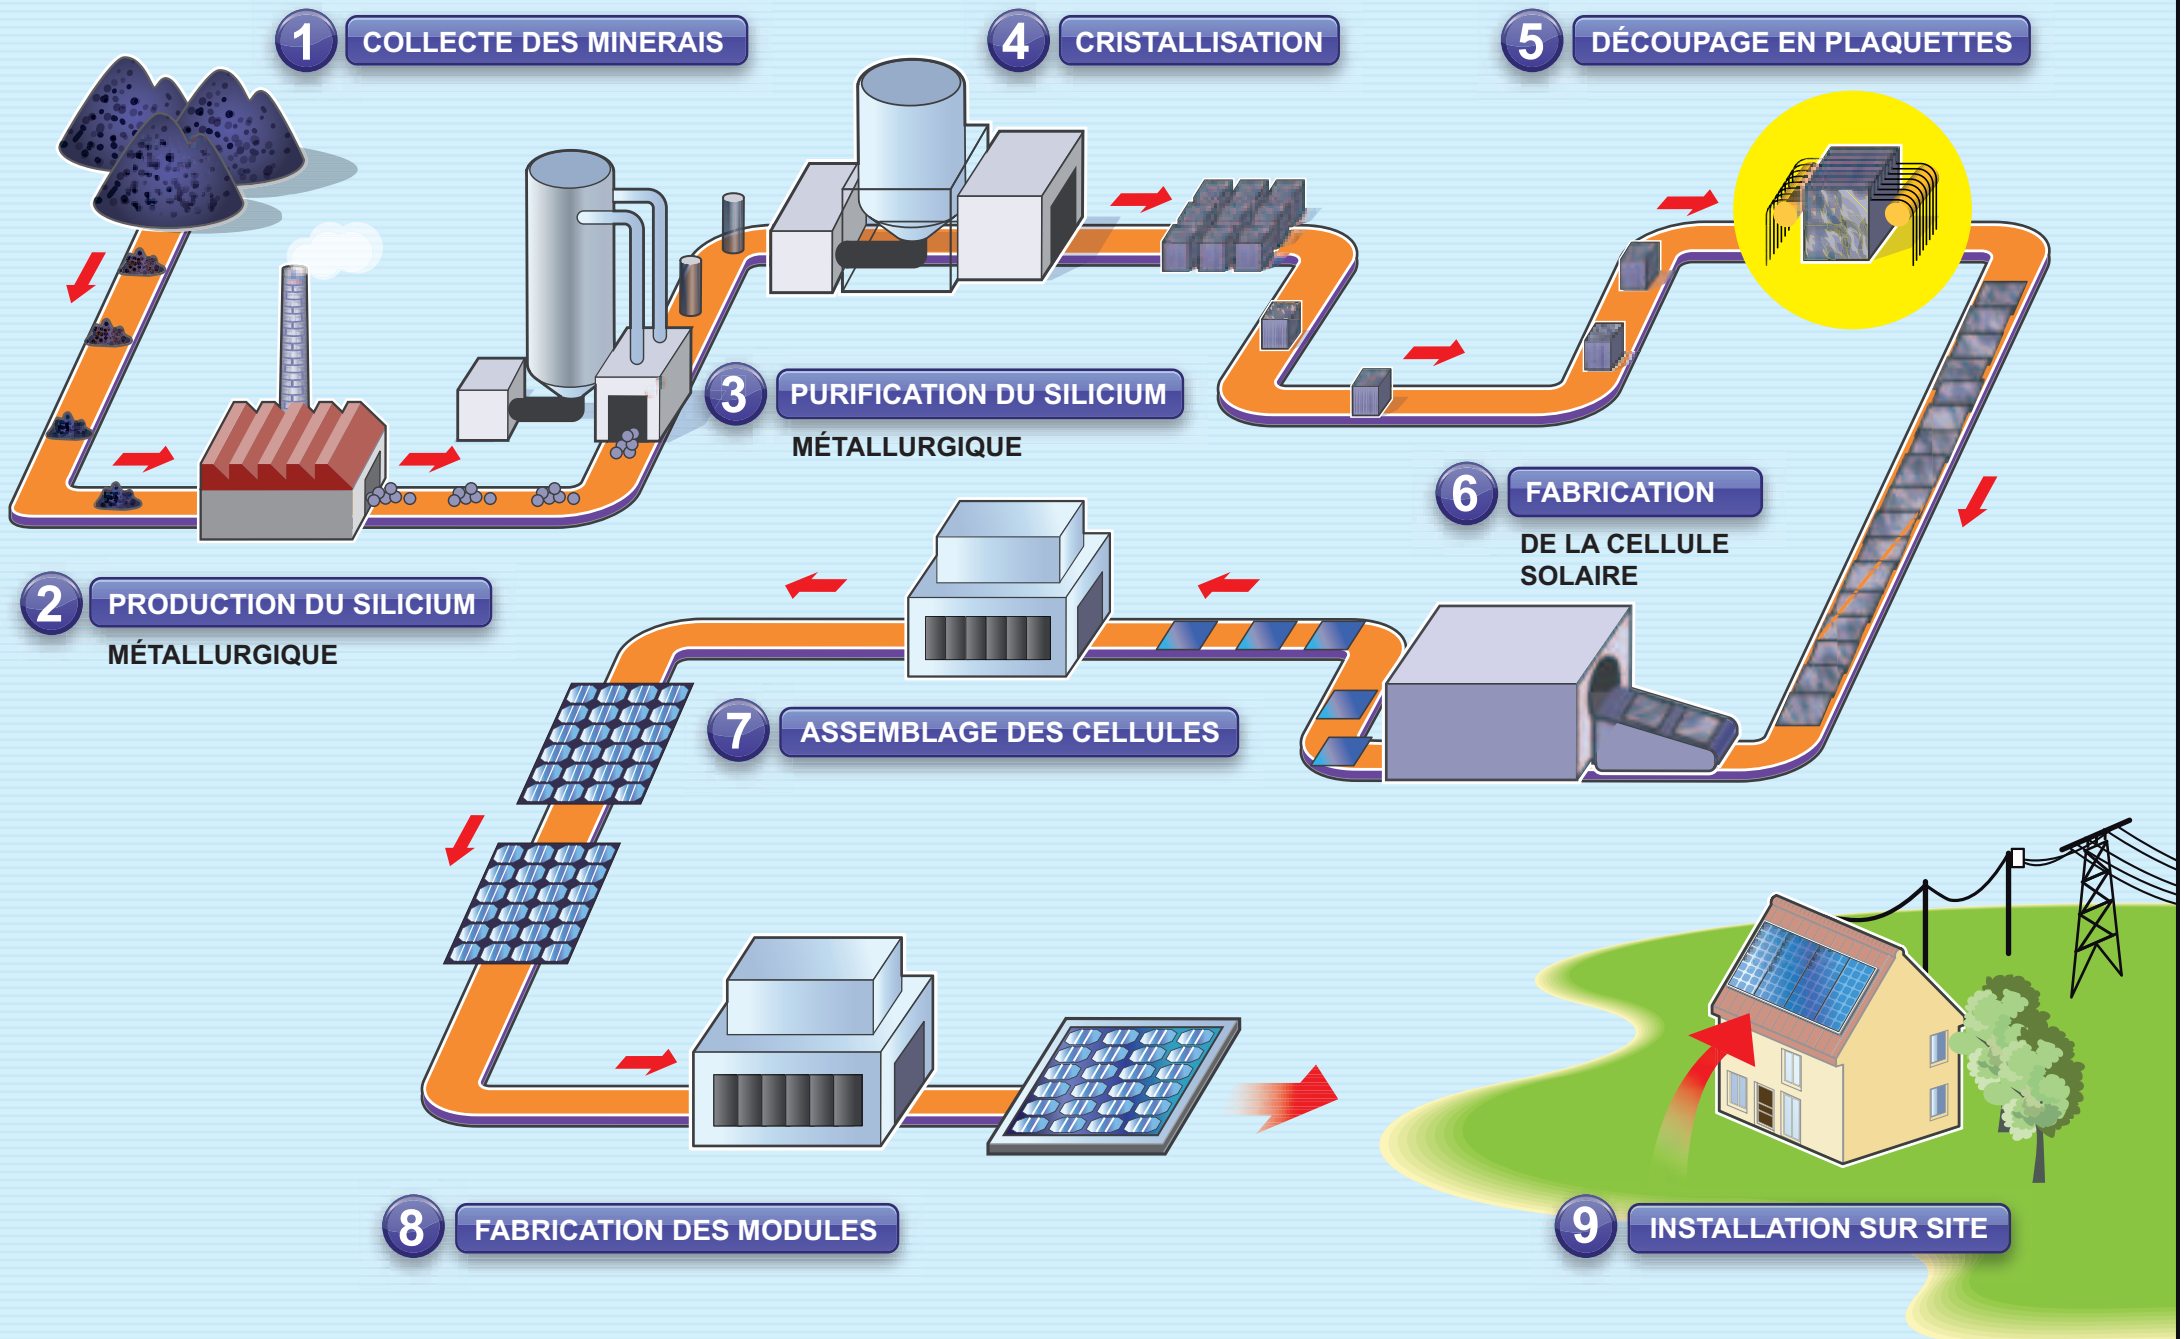 1 COLLECTE DES MINERAIS
4 CRISTALLISATION
5 DÉCOUPAGE EN PLAQUETTES
3 PURIFICATION DU SILICIUM
MÉTALLURGIQUE
6 FABRICATION
DE LA CELLULE
SOLAIRE
2 PRODUCTION DU SILICIUM
MÉTALLURGIQUE
7 ASSEMBLAGE DES CELLULES
8 FABRICATION DES MODULES
9 INSTALLATION SUR SITE